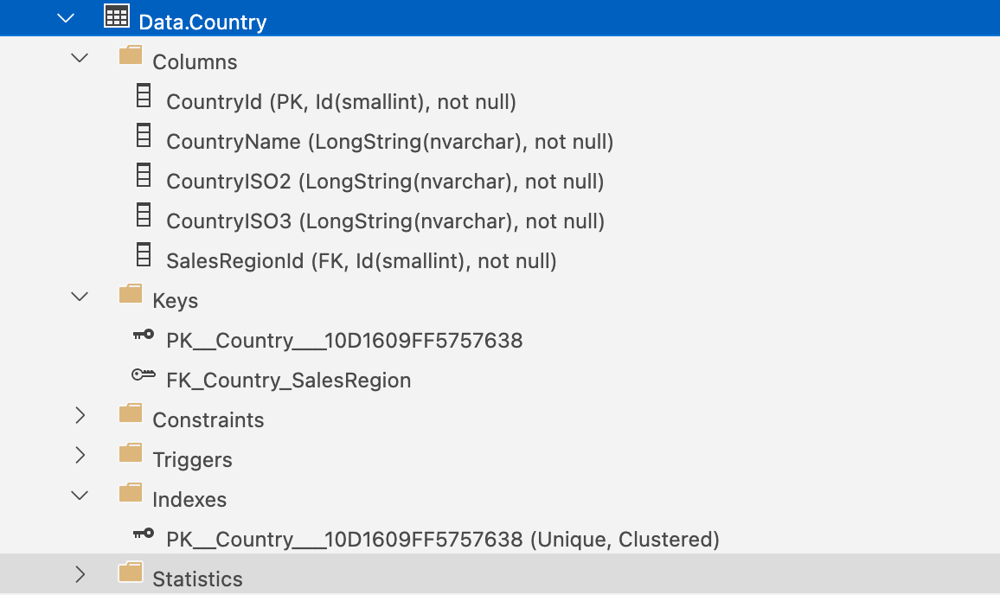 Data.Country
Columns
CountryId (PK, Id(smallint), not null)
CountryName (LongString(nvarchar), not null)
CountryISO2 (LongString(nvarchar), not null)
CountryISO3 (LongString(nvarchar), not null)
SalesRegionId (FK, Id(smallint), not null)
Keys
PK__Country___10D1609FF5757638
FK_Country_SalesRegion
Constraints
Triggers
Indexes
PK__Country___10D1609FF5757638 (Unique, Clustered)
Statistics